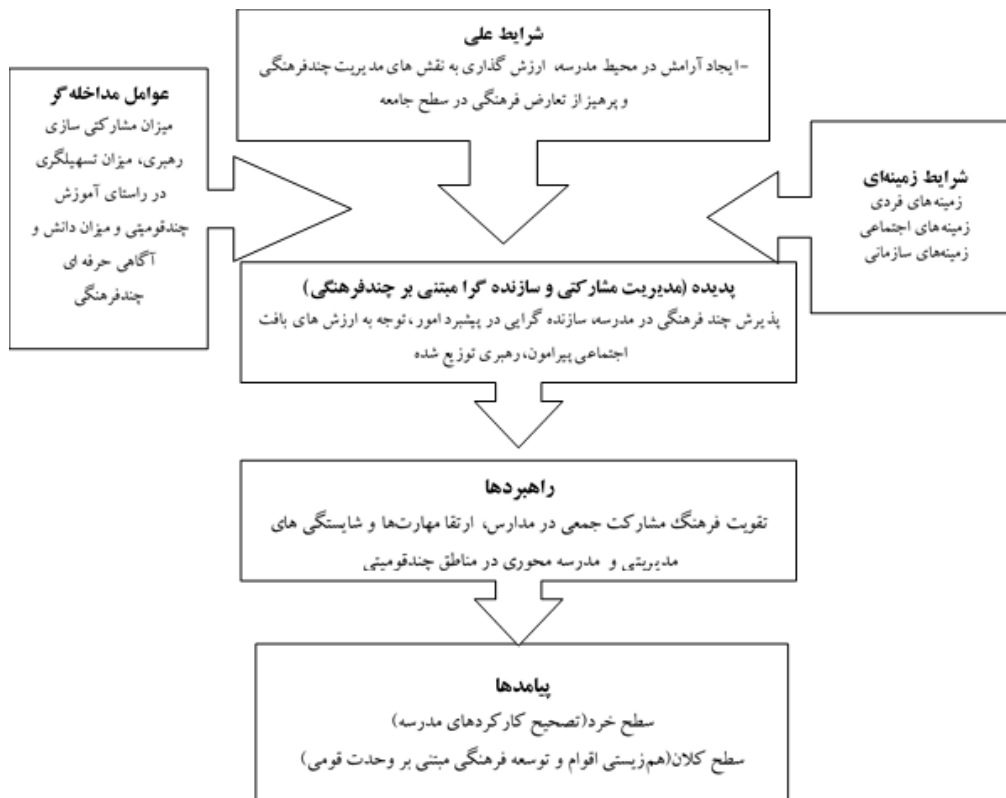 شرایط علی
-ایجاد آرامش در محیط مدرسه، ارزش گذاری به نقش های مدیریت چندفرهنگی
و پرهیز از تعارض فرهنگی در سطح جامعه
عوامل مداخله‌گر
میزان مشارکتی سازی
رهبری، میزان تسهیلگری
در راستای آموزش
چندقومیتی و میزان دانش و
آگاهی حرفه ای
چندفرهنگی
شرایط زمینه‌ای
زمینه های فردی
زمینه های اجتماعی
زمینه‌های سازمانی
پدیده (مدیریت مشارکتی و سازنده گرا مبتنی بر چندفرهنگی)
پذیرش چند فرهنگی در مدرسه، سازنده گرایی در پیشبرد امور ، توجه به ارزش های بافت
اجتماعی پیرامون، رهبری توزیع شده
راهبردها
تقویت فرهنگ مشارکت جمعی در مدارس، ارتقا مهارت‌ها و شایستگی های
مدیریتی و مدرسه محوری در مناطق چندقومیتی
پیامدها
سطح خرد(تصحیح کارکردهای مدرسه)
سطح کلان(هم‌زیستی اقوام و توسعه فرهنگی مبتنی بر وحدت قومی)